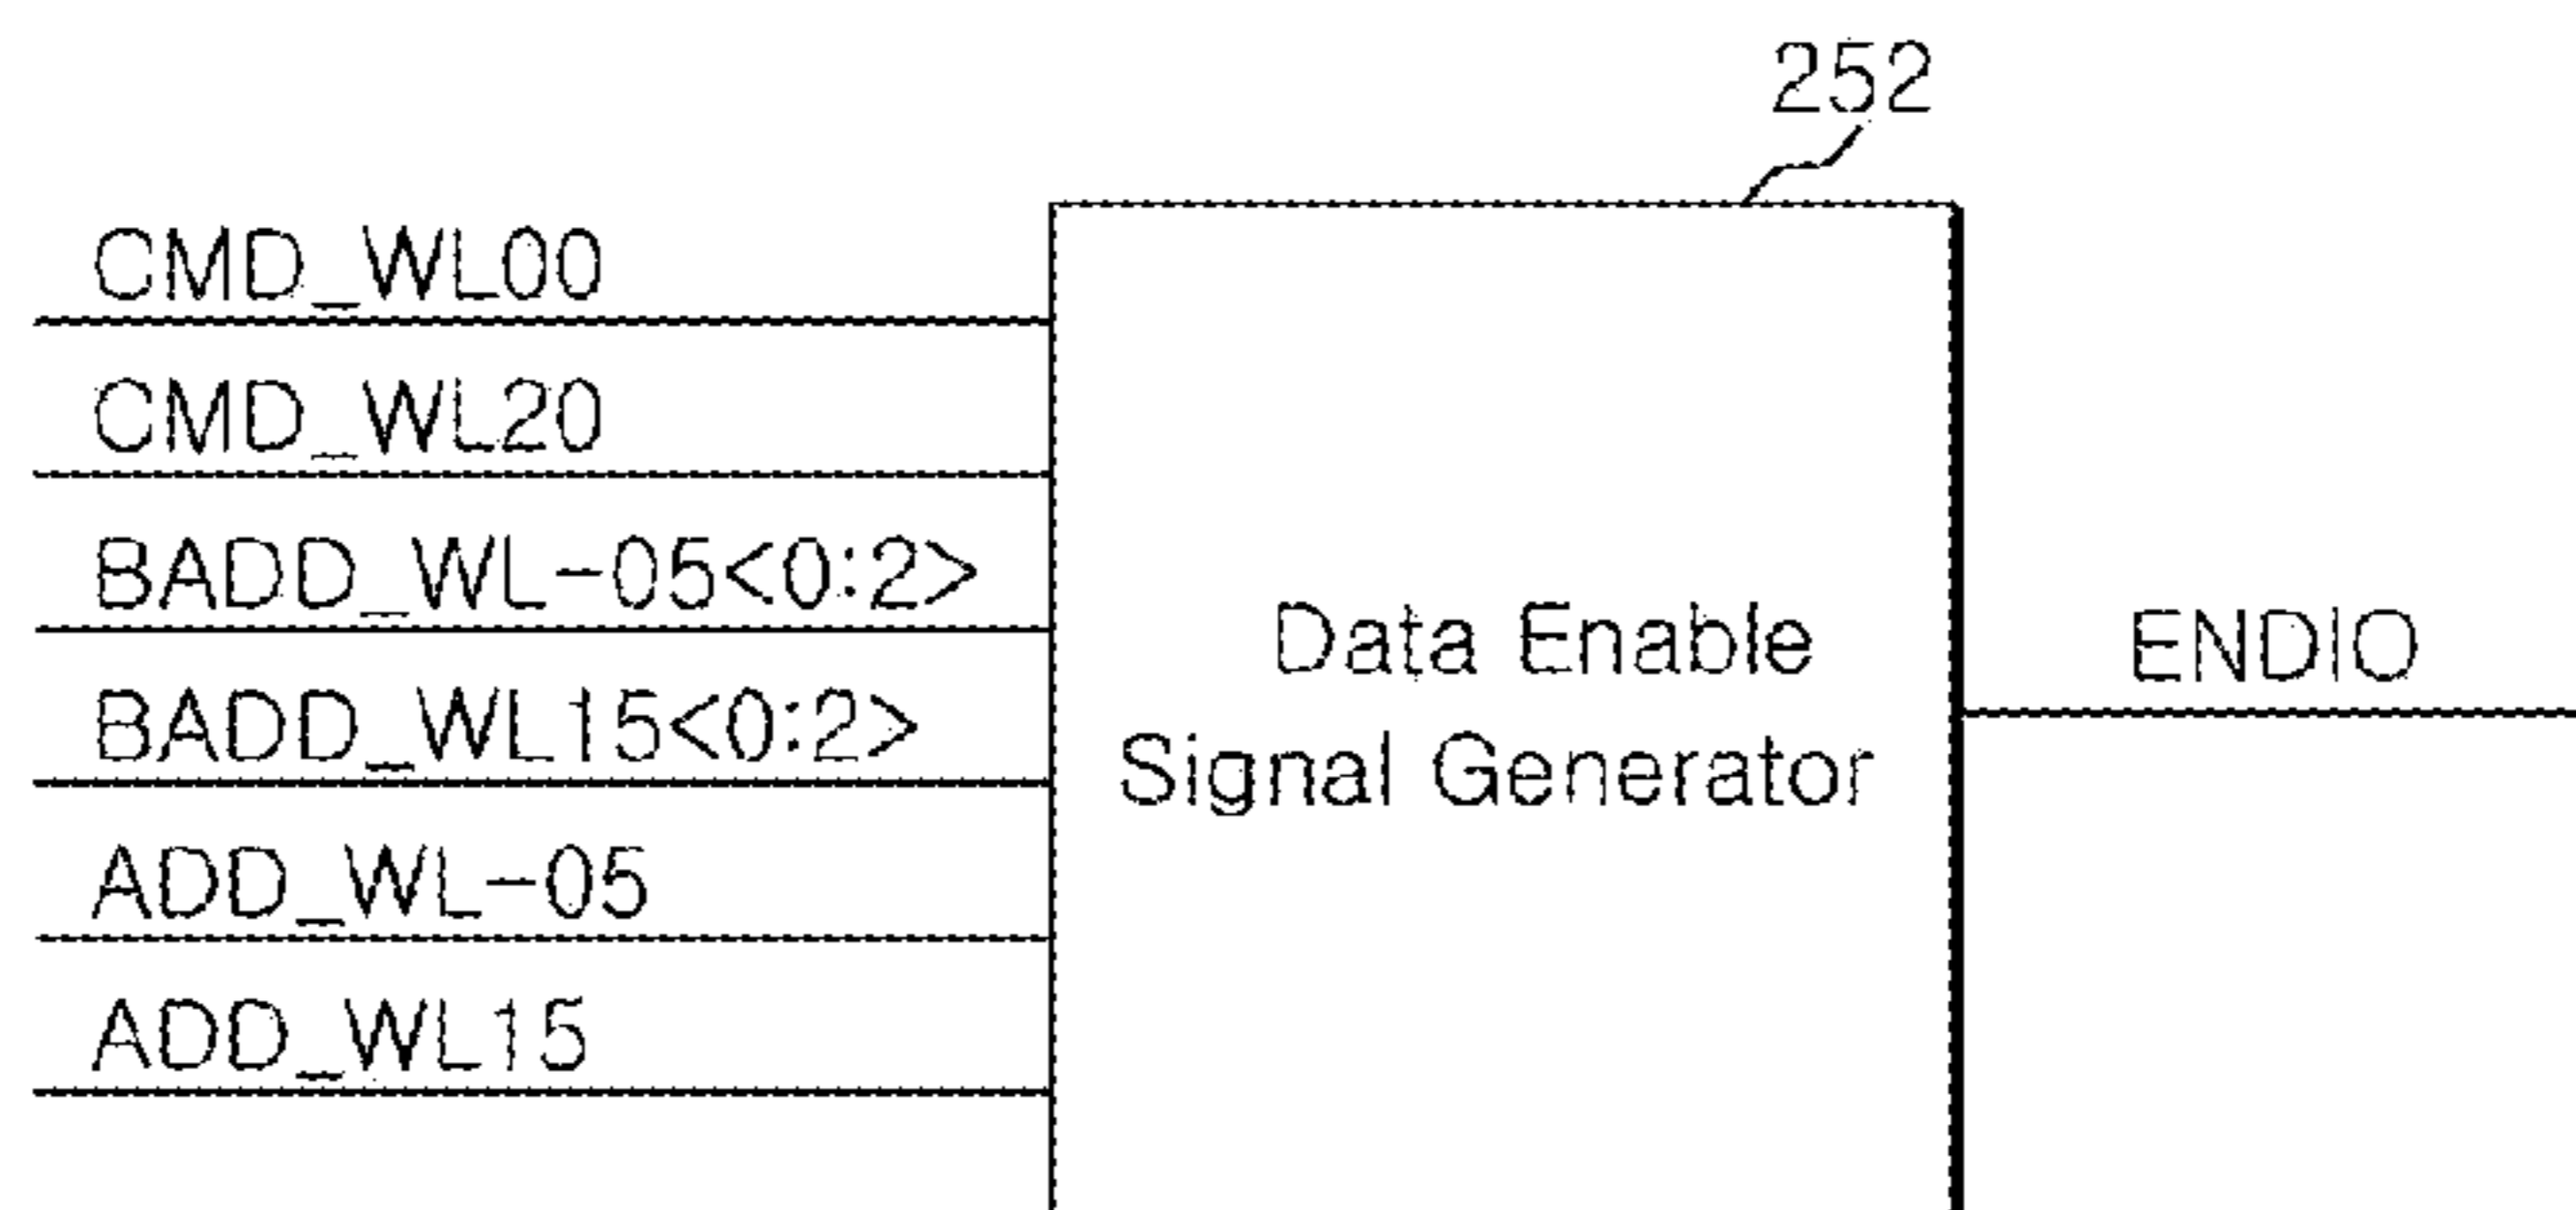 252
CMD_WL00
CMD_WL20
BADD_WL-05<0:2>
BADD_WL15<0:2>
ADD_WL-05
ADD_WL15
Data Enable
Signal Generator
ENDIO